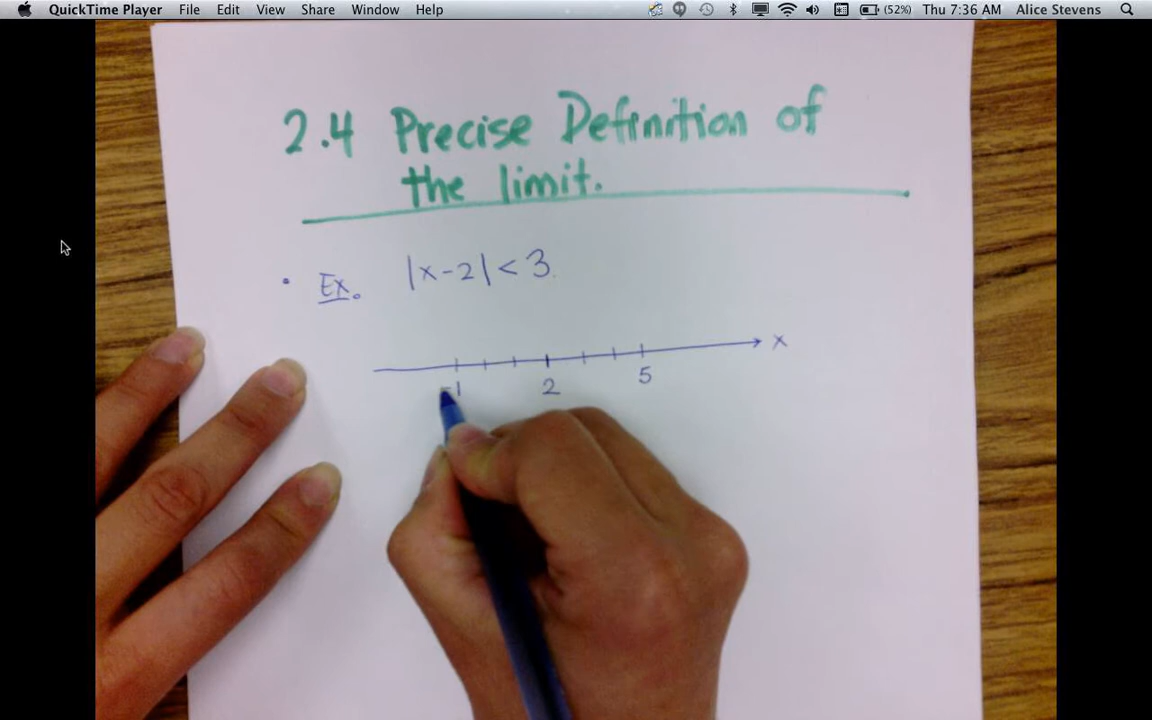 QuickTime Player File Edit View Share Window Help (52%) Thu 7:36 AM Alice Stevens
2.4 Precise Definition of
the limit.
• Ex. |x-2| < 3
x
-1 2 5